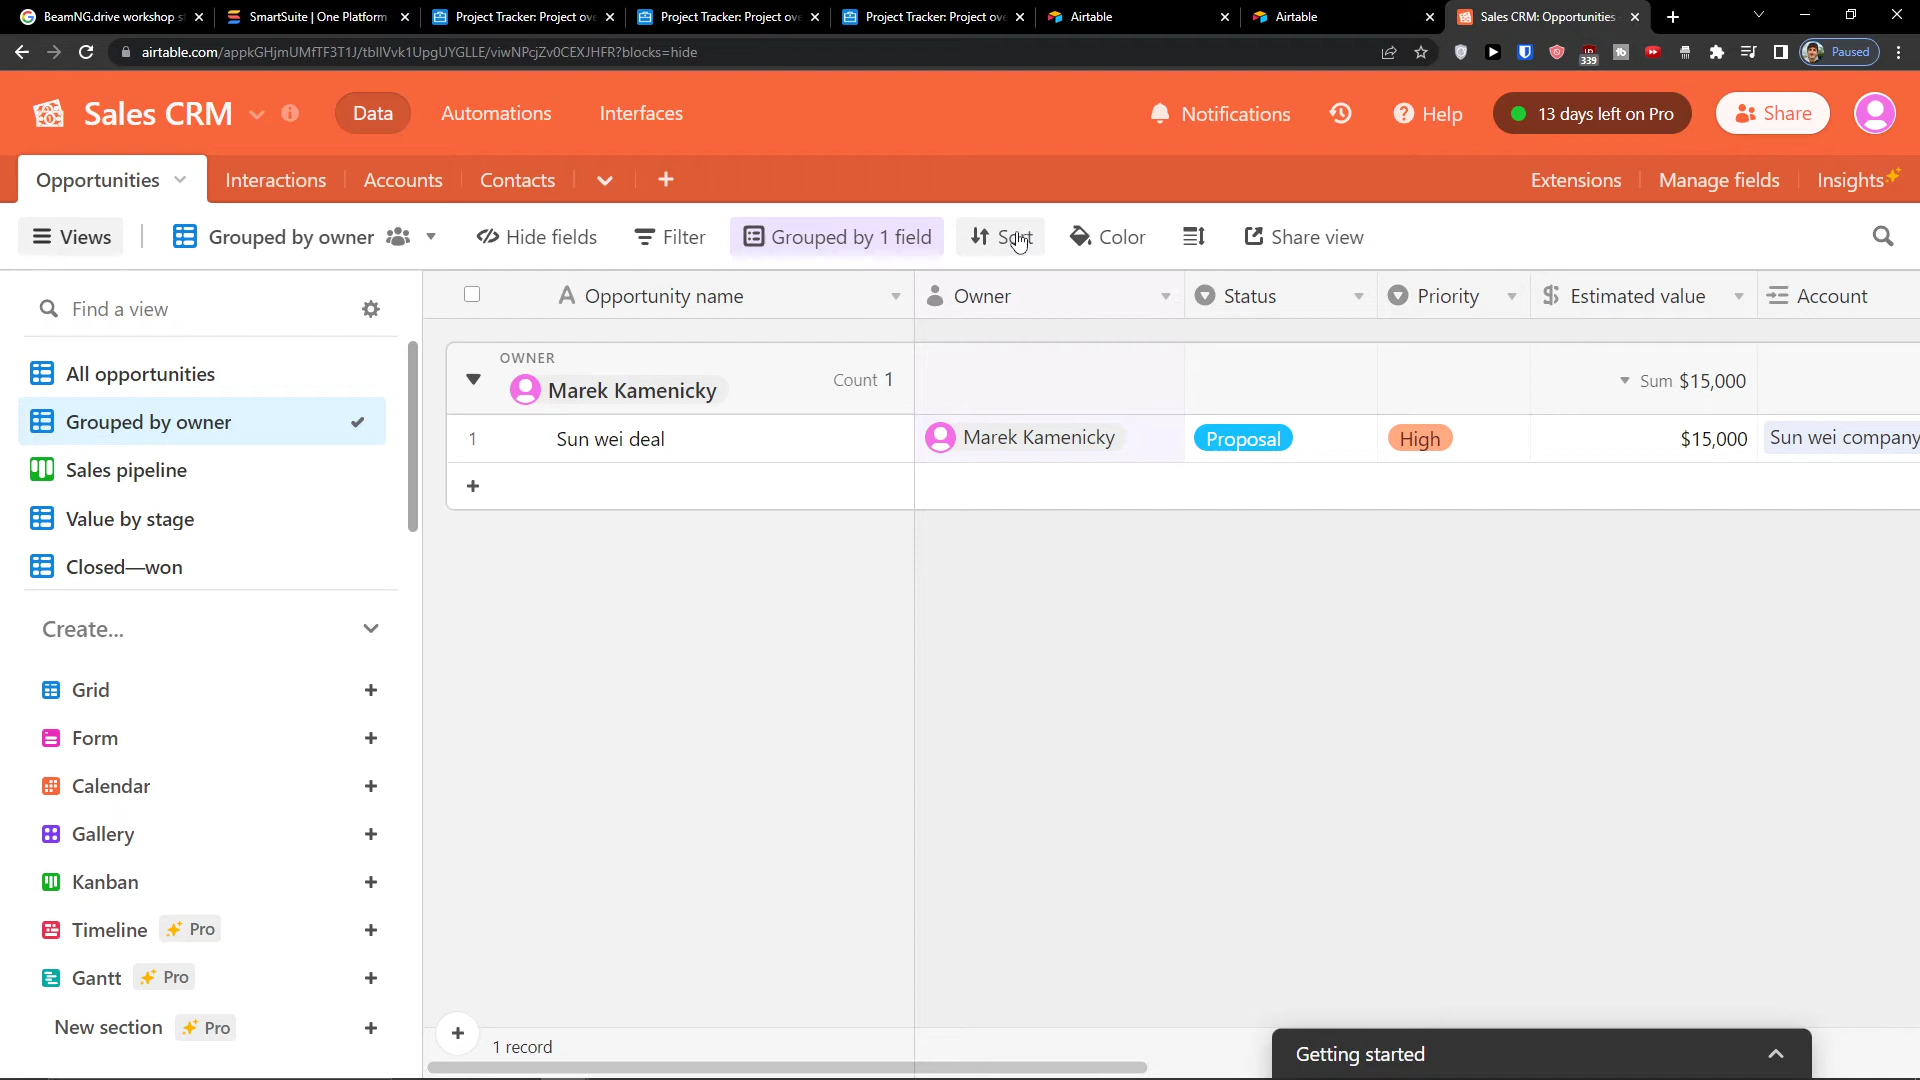 BeamNG.drive workshop s
SmartSuite | One Platform
Project Tracker: Project ove
Project Tracker: Project ove
Project Tracker: Project ove
Airtable
Airtable
Sales CRM: Opportunities
airtable.com/appkGHjmUMfTF3T1J/tblIVvk1UpgUYGLLE/viwNPcjZv0CEXJHFR?blocks=hide
339
Paused
Sales CRM
Data
Automations
Interfaces
Notifications
Help
13 days left on Pro
Share
Opportunities
Interactions
Accounts
Contacts
Extensions
Manage fields
Insights
Views
Grouped by owner
Hide fields
Filter
Grouped by 1 field
Sort
Color
Share view
Find a view
Opportunity name
Owner
Status
Priority
Estimated value
Account
All opportunities
Grouped by owner
Sales pipeline
Value by stage
Closed—won
OWNER
Marek Kamenicky
Count 1
Sum $15,000
1
Sun wei deal
Marek Kamenicky
Proposal
High
$15,000
Sun wei company
Create...
Grid
Form
Calendar
Gallery
Kanban
Timeline
Pro
Gantt
Pro
New section
Pro
1 record
Getting started